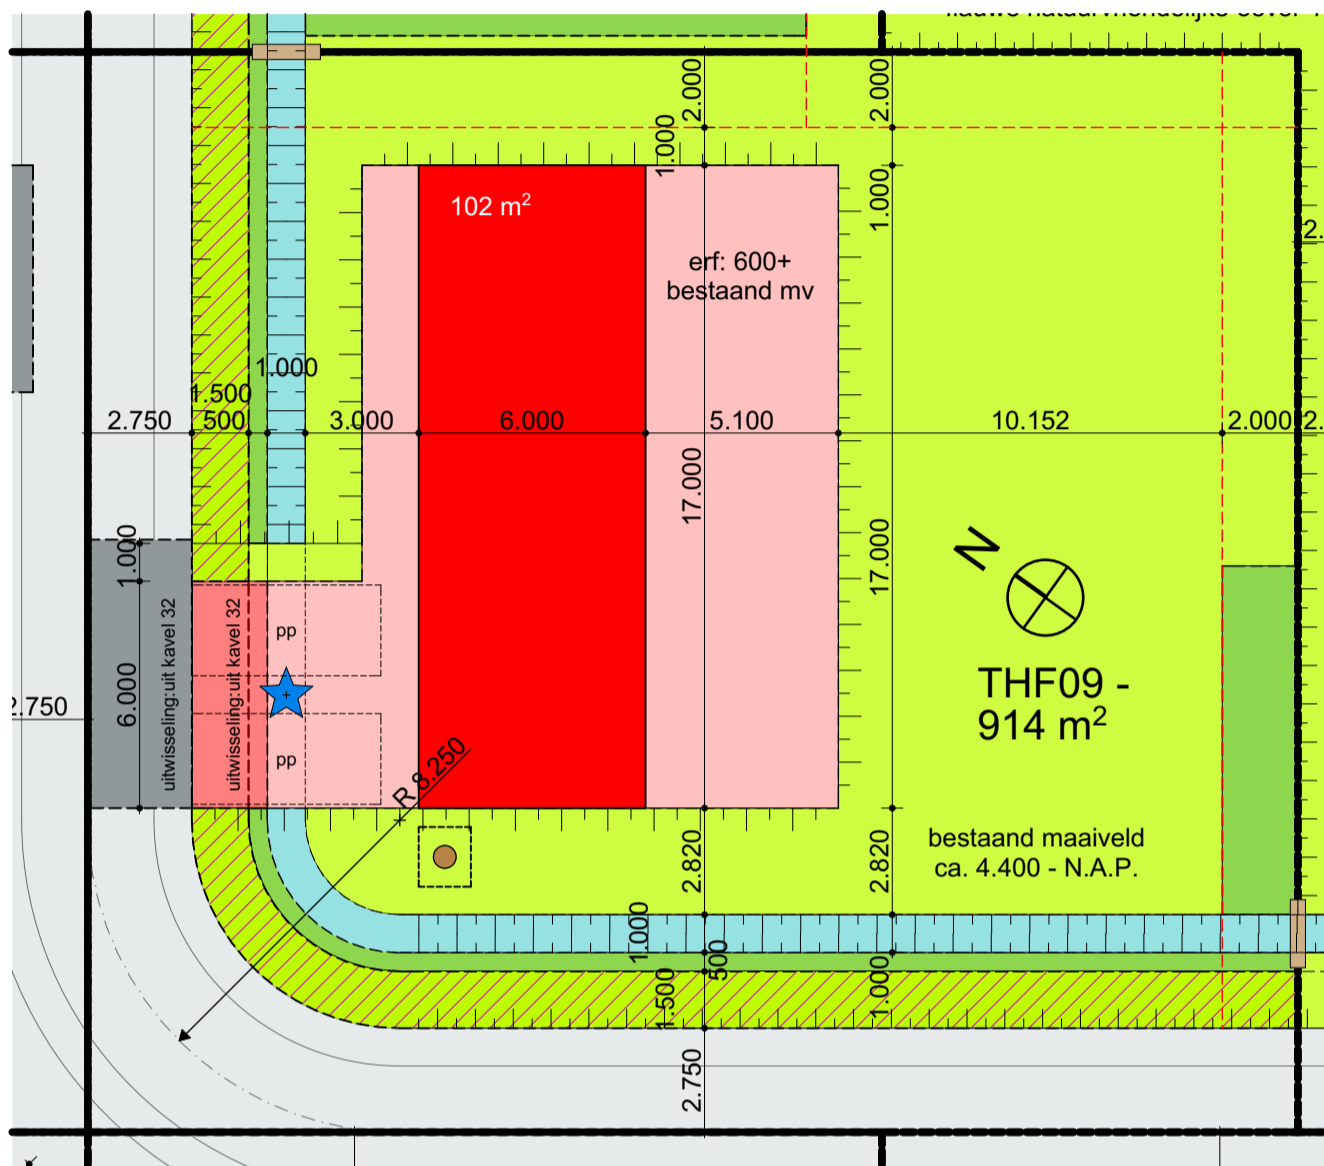 2.000
2.000
1.000
102 m²
1.000
erf: 600+
bestaand mv
2.
1.000
1.500
2.750
500
3.000
6.000
5.100
10.152
2.000
2.
17.000
17.000
1.000
N
uitwisseling:uit kavel 32
uitwisseling:uit kavel 32
pp
6.000
THF09 -
914 m²
2.750
pp
R 8.250
2.820
2.820
bestaand maaiveld
ca. 4.400 - N.A.P.
1.000
500
1.500
1.000
2.750